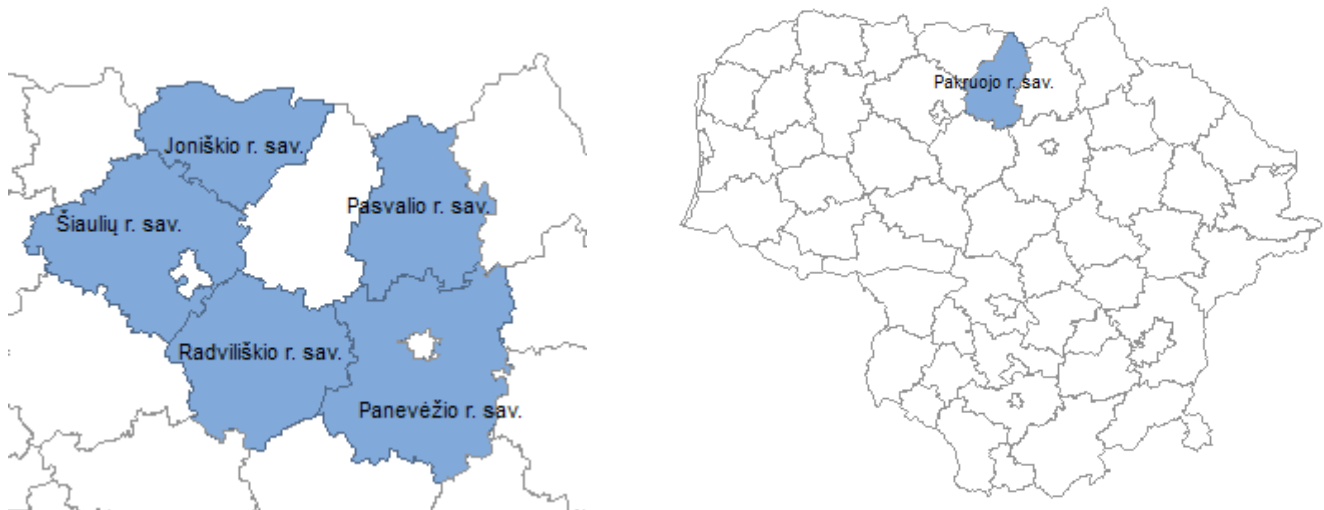 Joniškio r. sav.
Pasvalio r. sav.
Šiaulių r. sav.
Radviliškio r. sav.
Panevėžio r. sav.
Pakruojo r. sav.